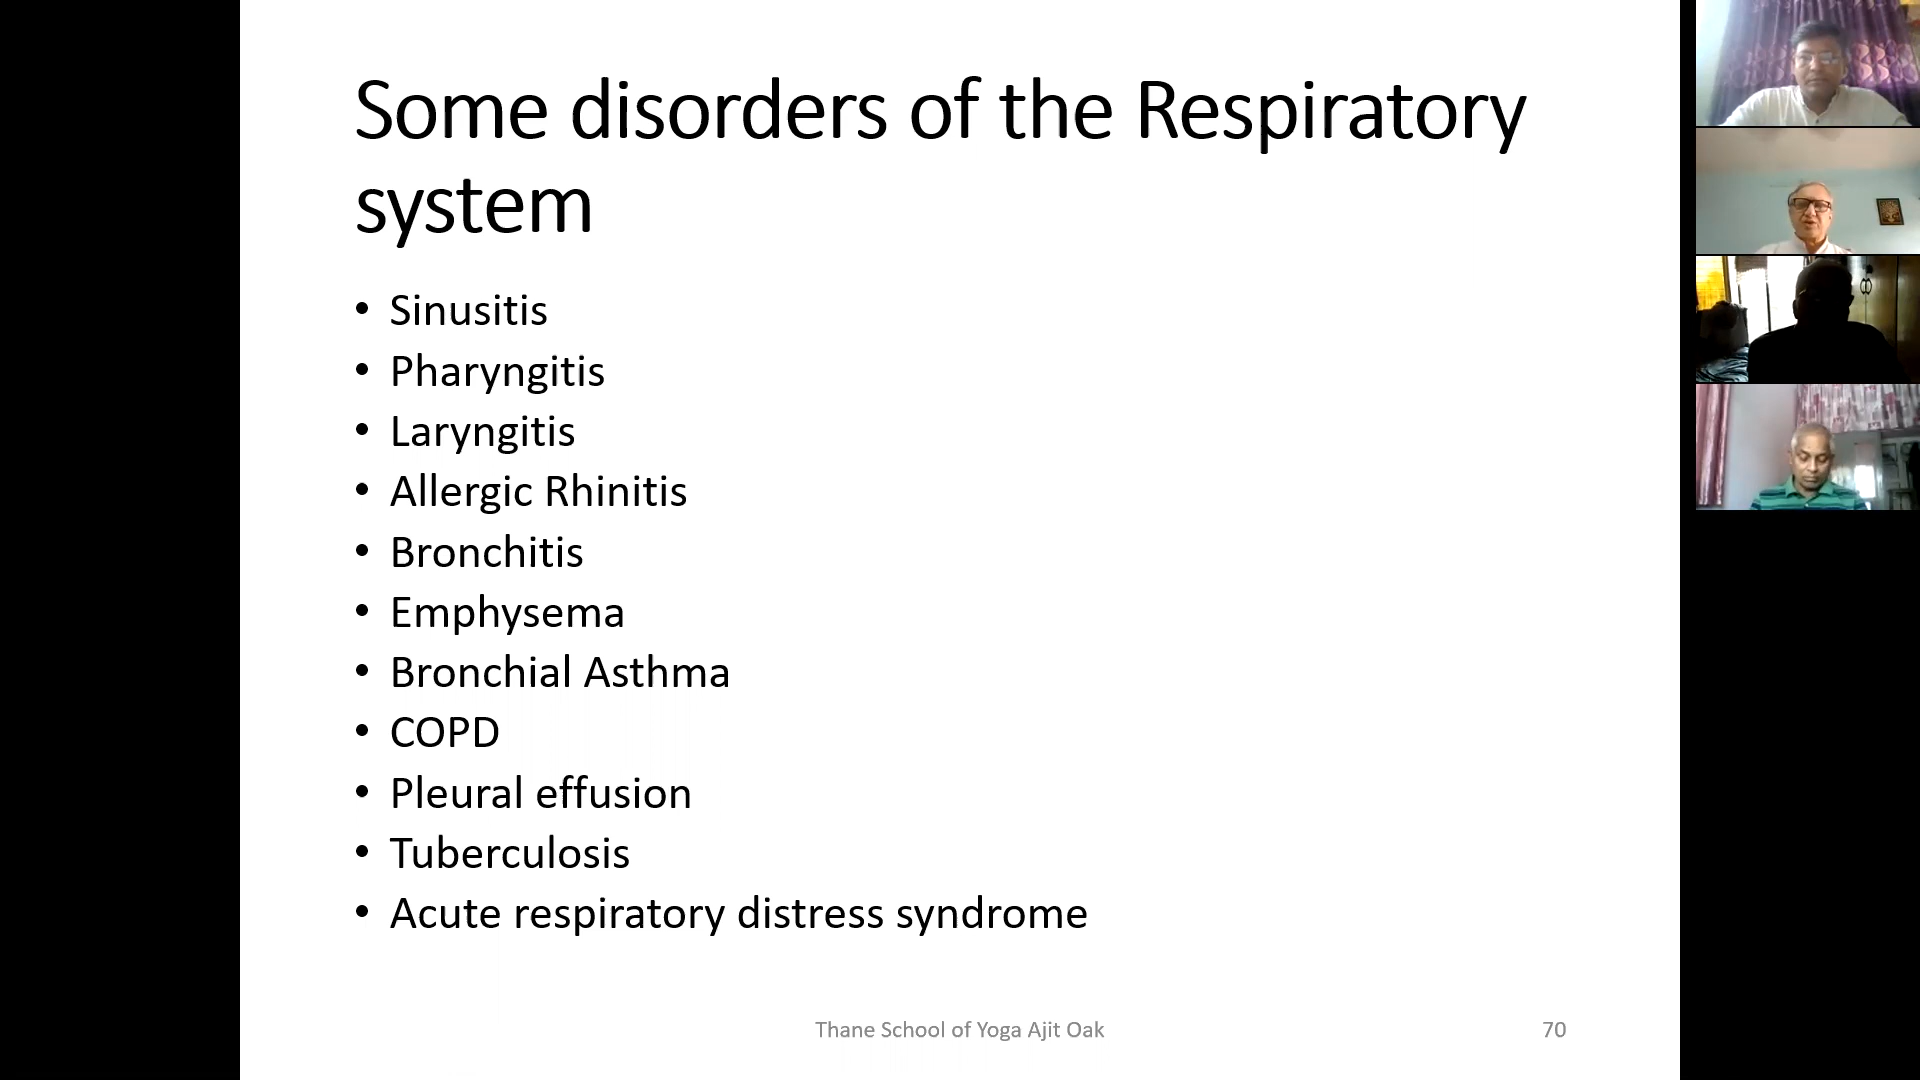 Some disorders of the Respiratory
system
• Sinusitis
• Pharyngitis
• Laryngitis
• Allergic Rhinitis
• Bronchitis
• Emphysema
• Bronchial Asthma
• COPD
• Pleural effusion
• Tuberculosis
• Acute respiratory distress syndrome
Thane School of Yoga Ajit Oak
70